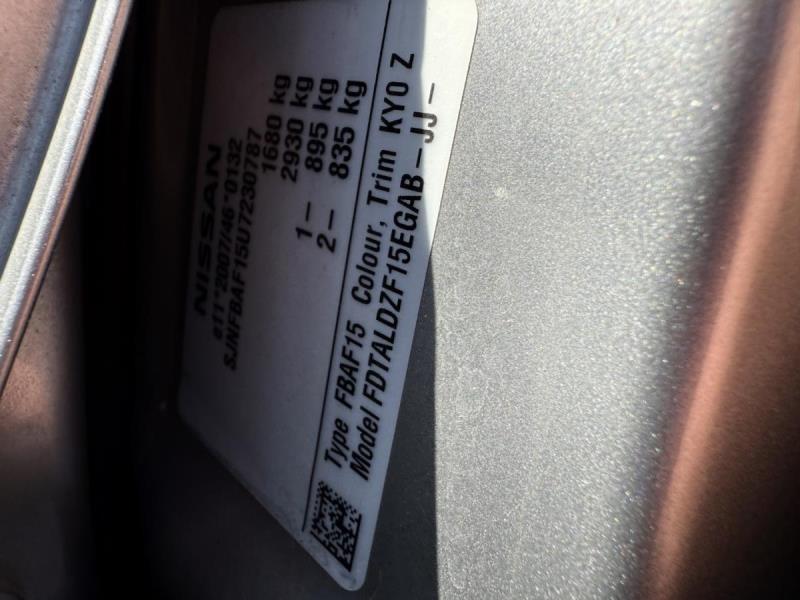 NISSAN
e11*2007/46*0132
SJNFBAF15U7230787
1680 kg
2930 kg
1– 895 kg
2– 835 kg
Type FBAF15 Colour, Trim KY0 Z
Model FDTALDZF15EGAB–JJ–